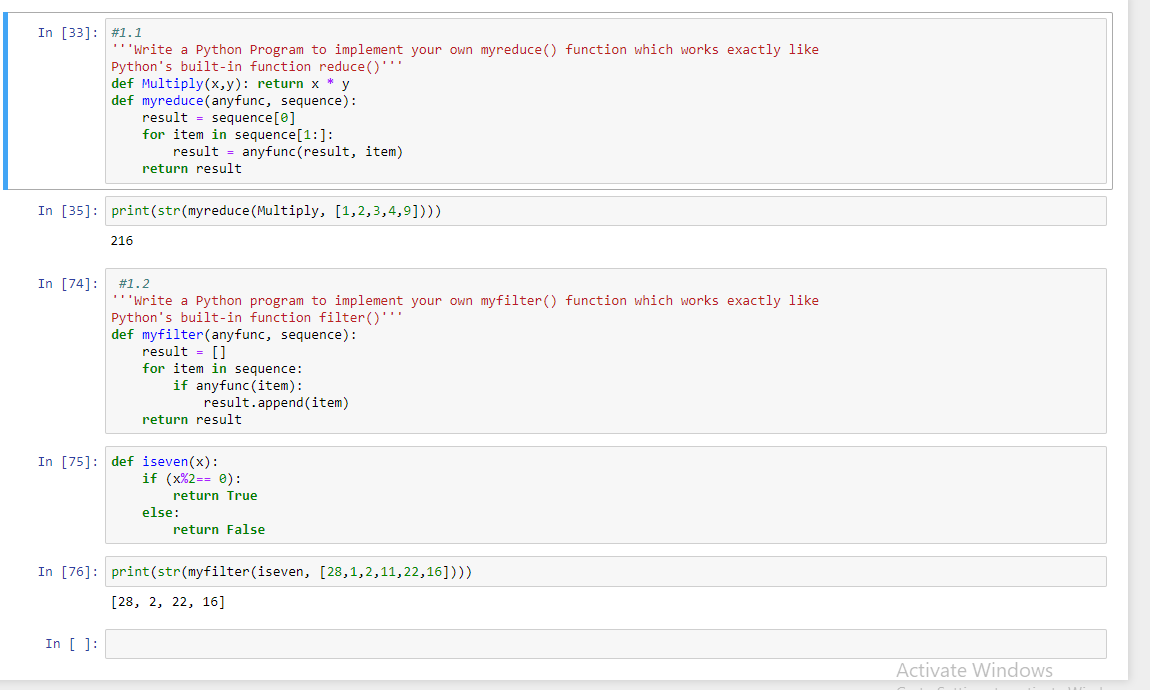 In [33]: #1.1
'''Write a Python Program to implement your own myreduce() function which works exactly like
Python's built-in function reduce()'''
def Multiply(x,y): return x * y
def myreduce(anyfunc, sequence):
    result = sequence[0]
    for item in sequence[1:]:
        result = anyfunc(result, item)
    return result
In [35]: print(str(myreduce(Multiply, [1,2,3,4,9])))
216
In [74]: #1.2
'''Write a Python program to implement your own myfilter() function which works exactly like
Python's built-in function filter()'''
def myfilter(anyfunc, sequence):
    result = []
    for item in sequence:
        if anyfunc(item):
            result.append(item)
    return result
In [75]: def iseven(x):
    if (x%2== 0):
        return True
    else:
        return False
In [76]: print(str(myfilter(iseven, [28,1,2,11,22,16])))
[28, 2, 22, 16]
In [ ]:
Activate Windows